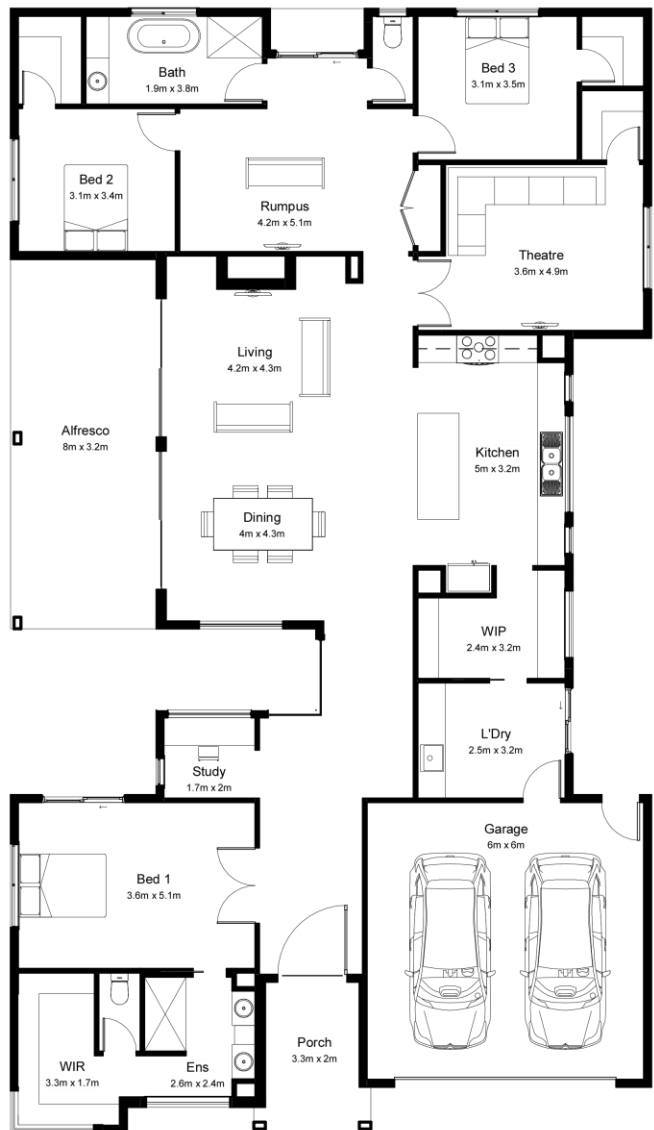 Bath
1.9m x 3.8m
Bed 3
3.1m x 3.5m
Bed 2
3.1m x 3.4m
Rumpus
4.2m x 5.1m
Theatre
3.6m x 4.9m
Living
4.2m x 4.3m
Alfresco
8m x 3.2m
Kitchen
5m x 3.2m
Dining
4m x 4.3m
WIP
2.4m x 3.2m
L'Dry
2.5m x 3.2m
Study
1.7m x 2m
Garage
6m x 6m
Bed 1
3.6m x 5.1m
Porch
3.3m x 2m
WIR
3.3m x 1.7m
Ens
2.6m x 2.4m